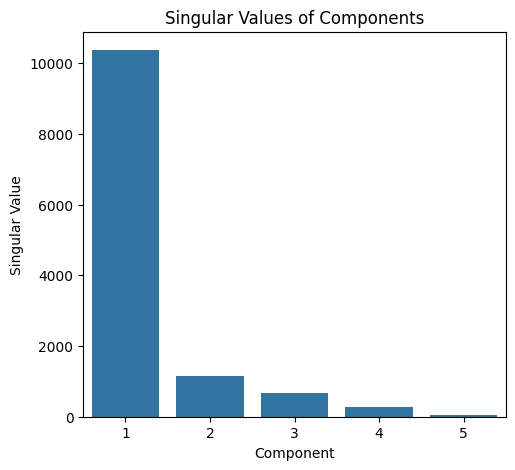 Singular Values of Components
10000
8000
6000
4000
2000
0
Singular Value
1 2 3 4 5
Component